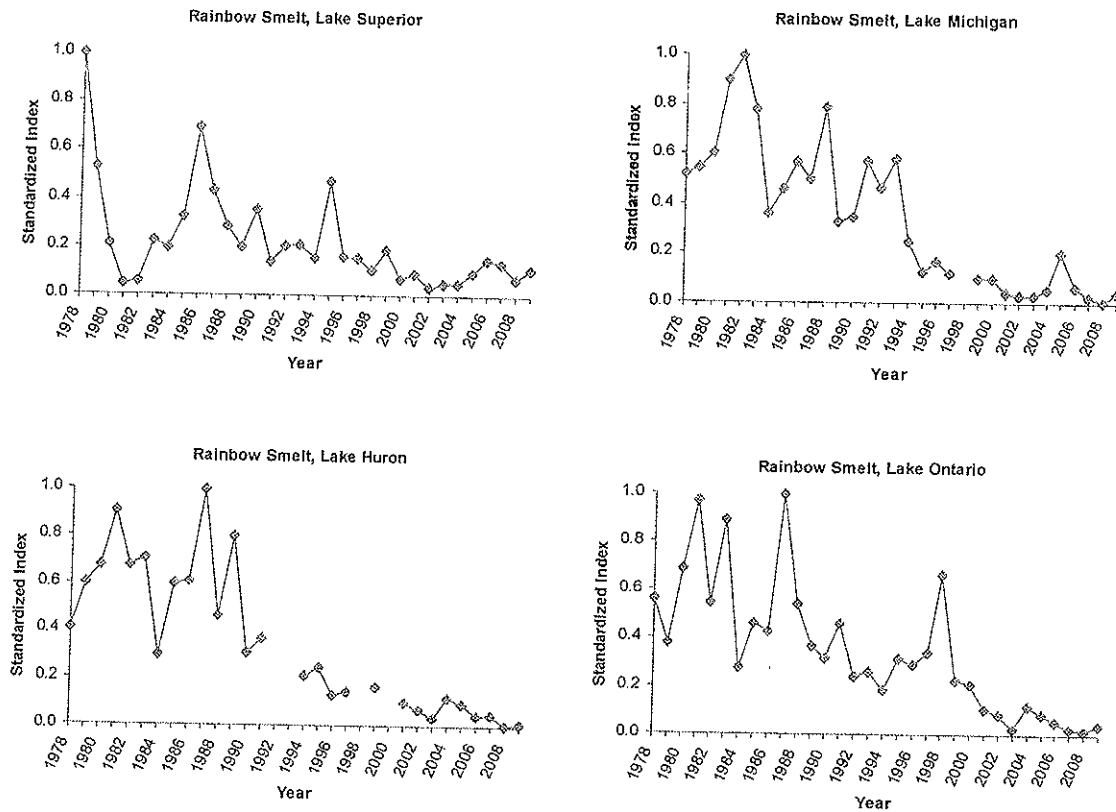 Rainbow Smelt, Lake Superior
Standardized Index
1.0
0.8
0.6
0.4
0.2
0.0
1978 1980 1982 1984 1986 1988 1990 1992 1994 1996 1998 2000 2002 2004 2006 2008
Year
Rainbow Smelt, Lake Michigan
Standardized Index
1.0
0.8
0.6
0.4
0.2
0.0
1978 1980 1982 1984 1986 1988 1990 1992 1994 1996 1998 2000 2002 2004 2006 2008
Year
Rainbow Smelt, Lake Huron
Standardized Index
1.0
0.8
0.6
0.4
0.2
0.0
1978 1980 1982 1984 1986 1988 1990 1992 1994 1996 1998 2000 2002 2004 2006 2008
Year
Rainbow Smelt, Lake Ontario
Standardized Index
1.0
0.8
0.6
0.4
0.2
0.0
1978 1980 1982 1984 1986 1988 1990 1992 1994 1996 1998 2000 2002 2004 2006 2008
Year